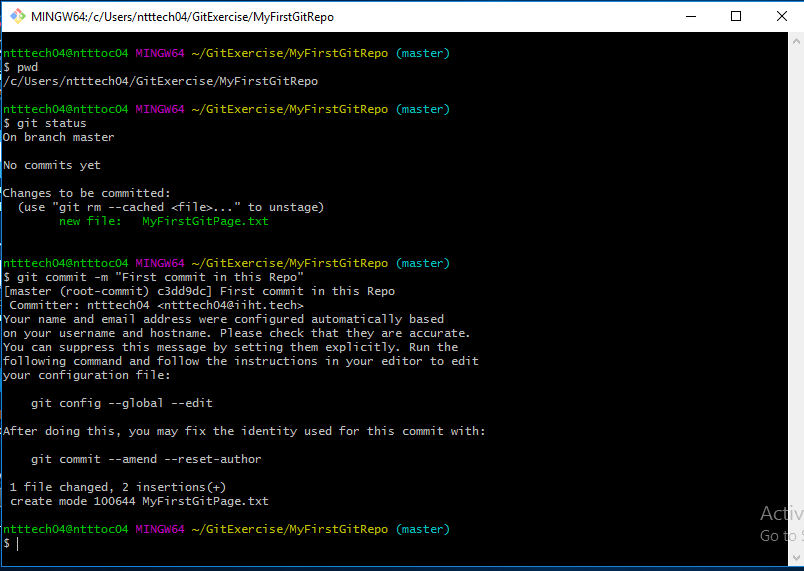 MINGW64:/c/Users/ntttech04/GitExercise/MyFirstGitRepo
ntttech04@ntttoc04 MINGW64 ~/GitExercise/MyFirstGitRepo (master)
$ pwd
/c/Users/ntttech04/GitExercise/MyFirstGitRepo
ntttech04@ntttoc04 MINGW64 ~/GitExercise/MyFirstGitRepo (master)
$ git status
On branch master
No commits yet
Changes to be committed:
  (use "git rm --cached <file>..." to unstage)
        new file:   MyFirstGitPage.txt
ntttech04@ntttoc04 MINGW64 ~/GitExercise/MyFirstGitRepo (master)
$ git commit -m "First commit in this Repo"
[master (root-commit) c3dd9dc] First commit in this Repo
 Committer: ntttech04 <ntttech04@iiht.tech>
Your name and email address were configured automatically based
on your username and hostname. Please check that they are accurate.
You can suppress this message by setting them explicitly. Run the
following command and follow the instructions in your editor to edit
your configuration file:
    git config --global --edit
After doing this, you may fix the identity used for this commit with:
    git commit --amend --reset-author
 1 file changed, 2 insertions(+)
 create mode 100644 MyFirstGitPage.txt
ntttech04@ntttoc04 MINGW64 ~/GitExercise/MyFirstGitRepo (master)
$
Activ
Go to S